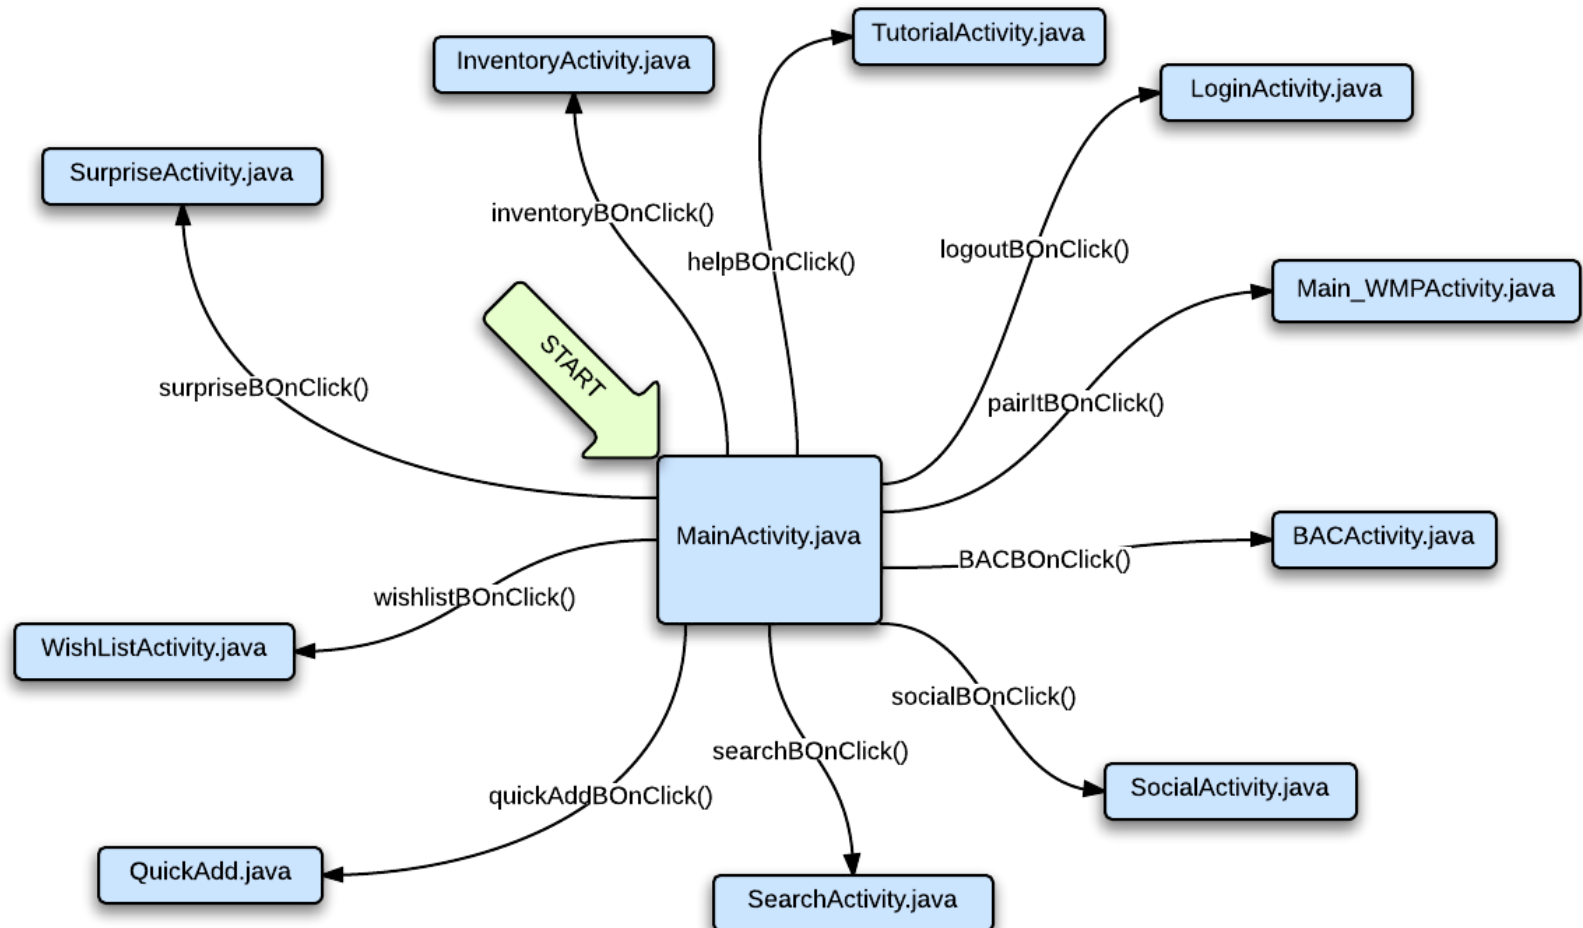 TutorialActivity.java
InventoryActivity.java
LoginActivity.java
SurpriseActivity.java
inventoryBOnClick()
helpBOnClick()
logoutBOnClick()
Main_WMPActivity.java
START
surpriseBOnClick()
pairItBOnClick()
MainActivity.java
BACActivity.java
BACBOnClick()
wishlistBOnClick()
WishListActivity.java
socialBOnClick()
searchBOnClick()
quickAddBOnClick()
SocialActivity.java
QuickAdd.java
SearchActivity.java